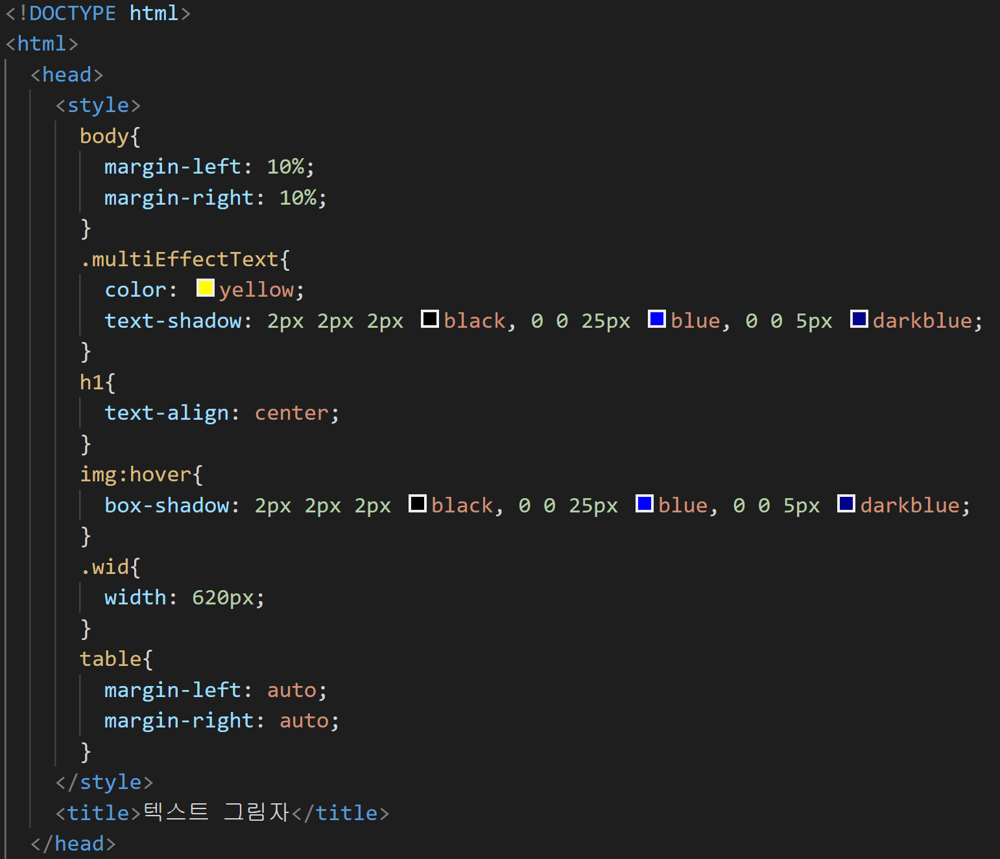 <!DOCTYPE html>
<html>
  <head>
    <style>
      body{
        margin-left: 10%;
        margin-right: 10%;
      }
      .multiEffectText{
        color: yellow;
        text-shadow: 2px 2px 2px black, 0 0 25px blue, 0 0 5px darkblue;
      }
      h1{
        text-align: center;
      }
      img:hover{
        box-shadow: 2px 2px 2px black, 0 0 25px blue, 0 0 5px darkblue;
      }
      .wid{
        width: 620px;
      }
      table{
        margin-left: auto;
        margin-right: auto;
      }
    </style>
    <title>텍스트 그림자</title>
  </head>